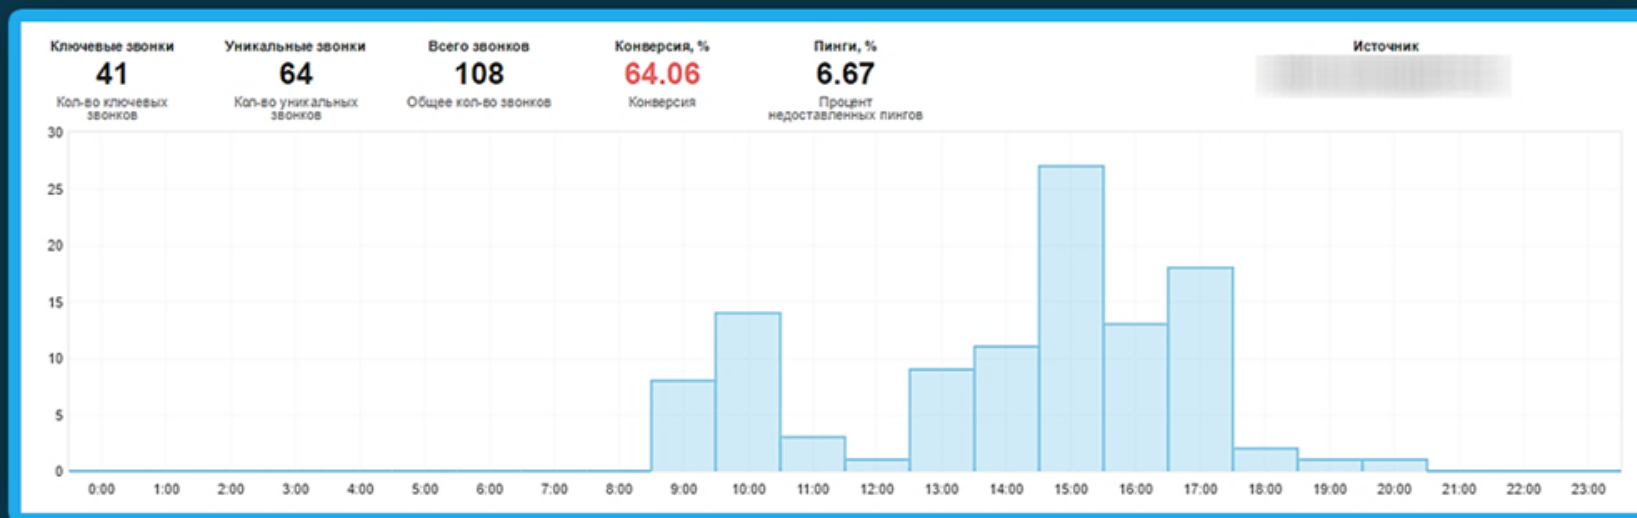 Ключевые звонки
41
Кол-во ключевых
звонков
Уникальные звонки
64
Кол-во уникальных
звонков
Всего звонков
108
Общее кол-во звонков
Конверсия, %
64.06
Конверсия
Пинги, %
6.67
Процент
недоставленных пингов
Источник
30
25
20
15
10
5
0
0:00 1:00 2:00 3:00 4:00 5:00 6:00 7:00 8:00 9:00 10:00 11:00 12:00 13:00 14:00 15:00 16:00 17:00 18:00 19:00 20:00 21:00 22:00 23:00